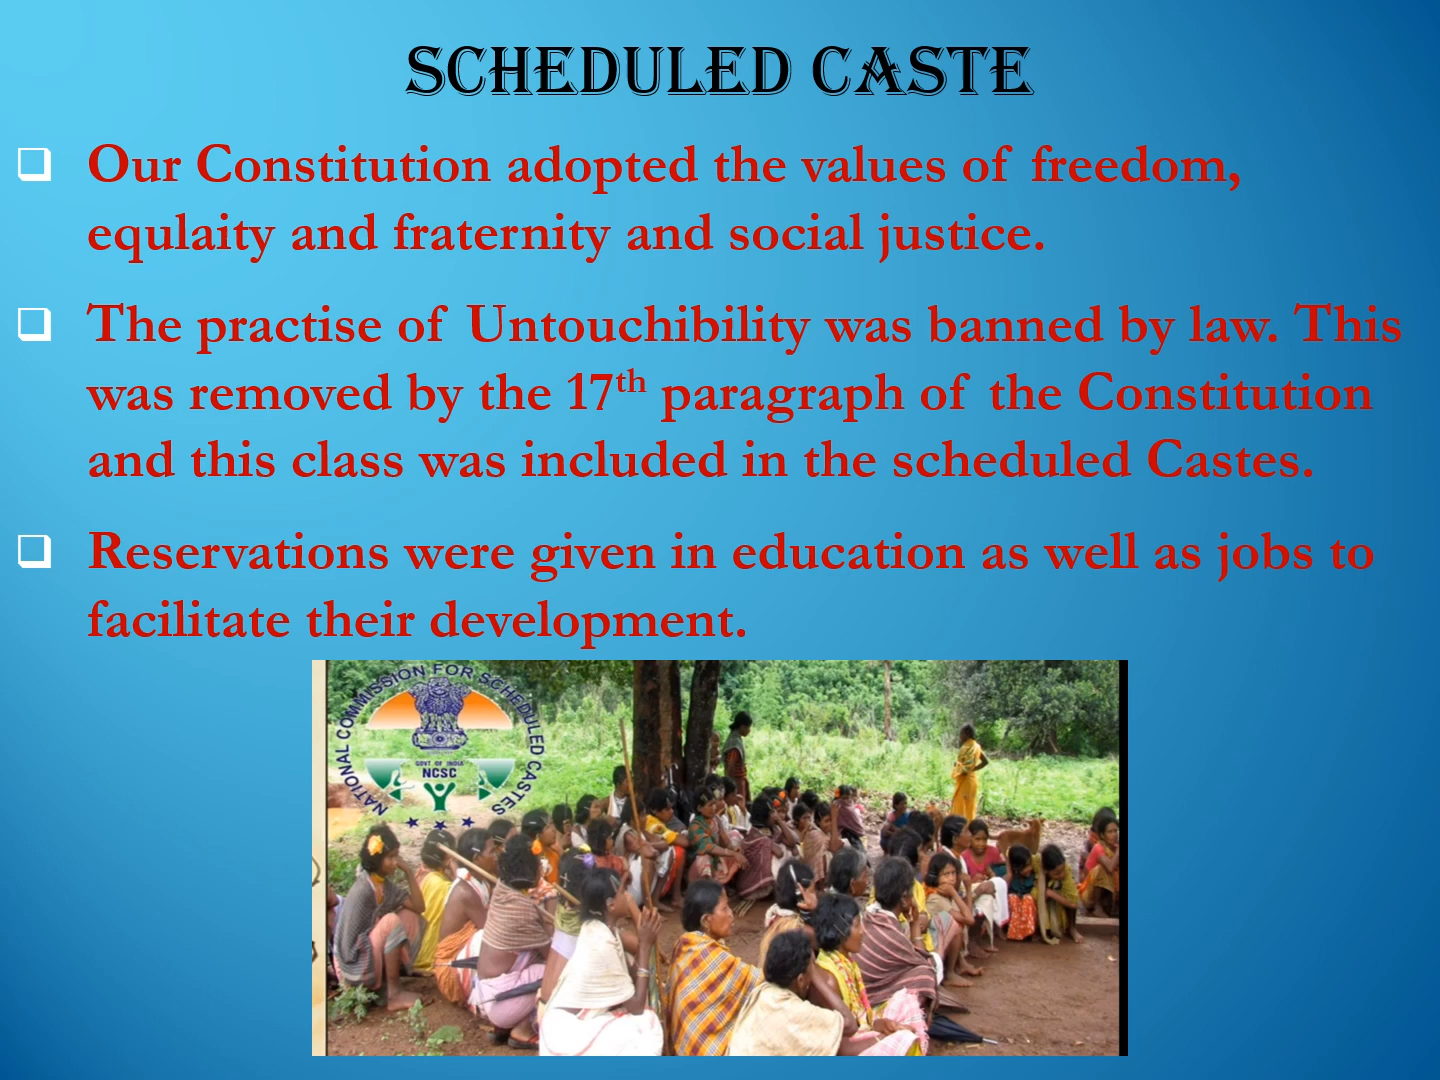 SCHEDULED CASTE
❑ Our Constitution adopted the values of freedom,
equlaity and fraternity and social justice.
❑ The practise of Untouchibility was banned by law. This
was removed by the 17th paragraph of the Constitution
and this class was included in the scheduled Castes.
❑ Reservations were given in education as well as jobs to
facilitate their development.
NATIONAL COMMISSION FOR SCHEDULED CASTES
GOVT OF INDIA
NCSC